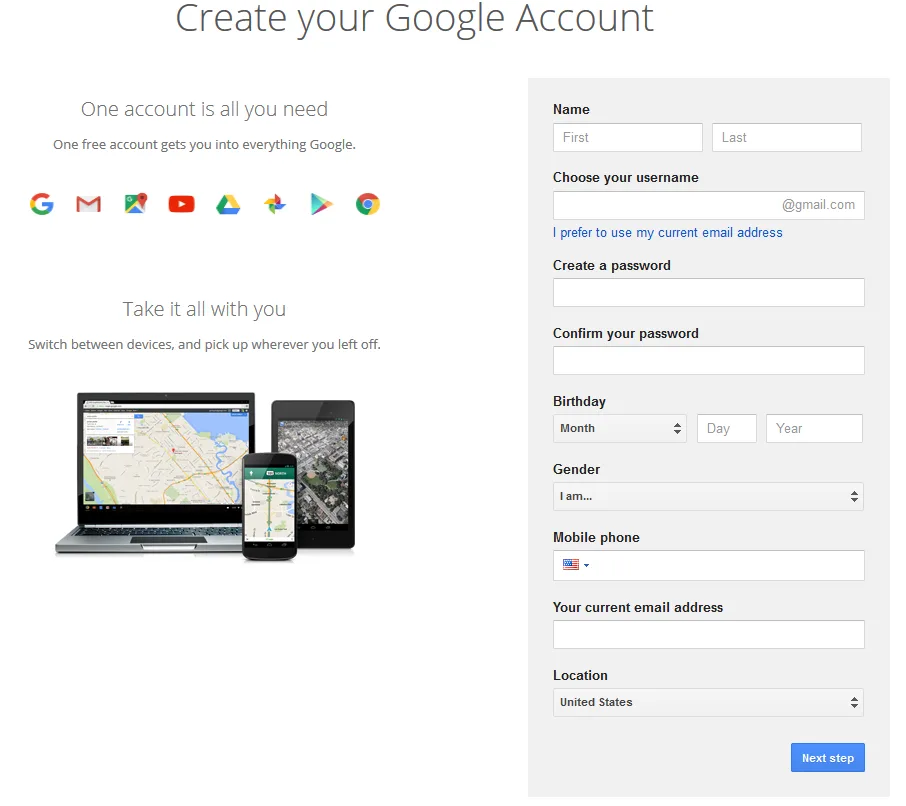 Create your Google Account
One account is all you need
One free account gets you into everything Google.
Take it all with you
Switch between devices, and pick up wherever you left off.
Name
First Last
Choose your username
@gmail.com
I prefer to use my current email address
Create a password
Confirm your password
Birthday
Month Day Year
Gender
I am...
Mobile phone
Your current email address
Location
United States
Next step